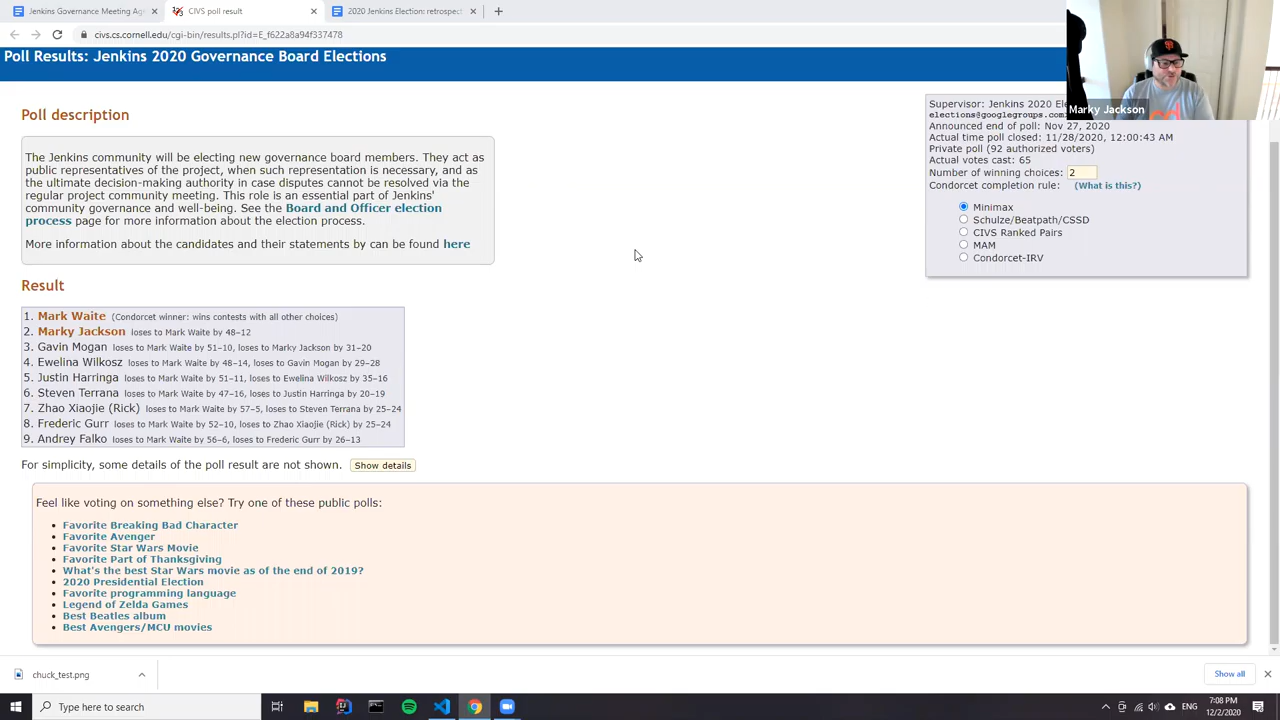 Jenkins Governance Meeting Ag
CIVS poll result
2020 Jenkins Election: retrospec
civs.cs.cornell.edu/cgi-bin/results.pl?id=E_f622a8a94f337478
Poll Results: Jenkins 2020 Governance Board Elections
Marky Jackson
Poll description
The Jenkins community will be electing new governance board members. They act as
public representatives of the project, when such representation is necessary, and as
the ultimate decision-making authority in case disputes cannot be resolved via the
regular project community meeting. This role is an essential part of Jenkins'
community governance and well-being. See the Board and Officer election
process page for more information about the election process.
More information about the candidates and their statements by can be found here
Supervisor: Jenkins 2020 El
elections@googlegroups.com
Announced end of poll: Nov 27, 2020
Actual time poll closed: 11/28/2020, 12:00:43 AM
Private poll (92 authorized voters)
Actual votes cast: 65
Number of winning choices: 2
Condorcet completion rule: (What is this?)
Minimax
Schulze/Beatpath/CSSD
CIVS Ranked Pairs
MAM
Condorcet-IRV
Result
1. Mark Waite (Condorcet winner: wins contests with all other choices)
2. Marky Jackson loses to Mark Waite by 48–12
3. Gavin Mogan loses to Mark Waite by 51–10, loses to Marky Jackson by 31–20
4. Ewelina Wilkosz loses to Mark Waite by 48–14, loses to Gavin Mogan by 29–28
5. Justin Harringa loses to Mark Waite by 51–11, loses to Ewelina Wilkosz by 35–16
6. Steven Terrana loses to Mark Waite by 47–16, loses to Justin Harringa by 20–19
7. Zhao Xiaojie (Rick) loses to Mark Waite by 57–5, loses to Steven Terrana by 25–24
8. Frederic Gurr loses to Mark Waite by 52–10, loses to Zhao Xiaojie (Rick) by 25–24
9. Andrey Falko loses to Mark Waite by 56–6, loses to Frederic Gurr by 26–13
For simplicity, some details of the poll result are not shown. Show details
Feel like voting on something else? Try one of these public polls:
Favorite Breaking Bad Character
Favorite Avenger
Favorite Star Wars Movie
Favorite Part of Thanksgiving
What's the best Star Wars movie as of the end of 2019?
2020 Presidential Election
Favorite programming language
Legend of Zelda Games
Best Beatles album
Best Avengers/MCU movies
chuck_test.png
Show all
Type here to search
ENG
7:08 PM
12/2/2020